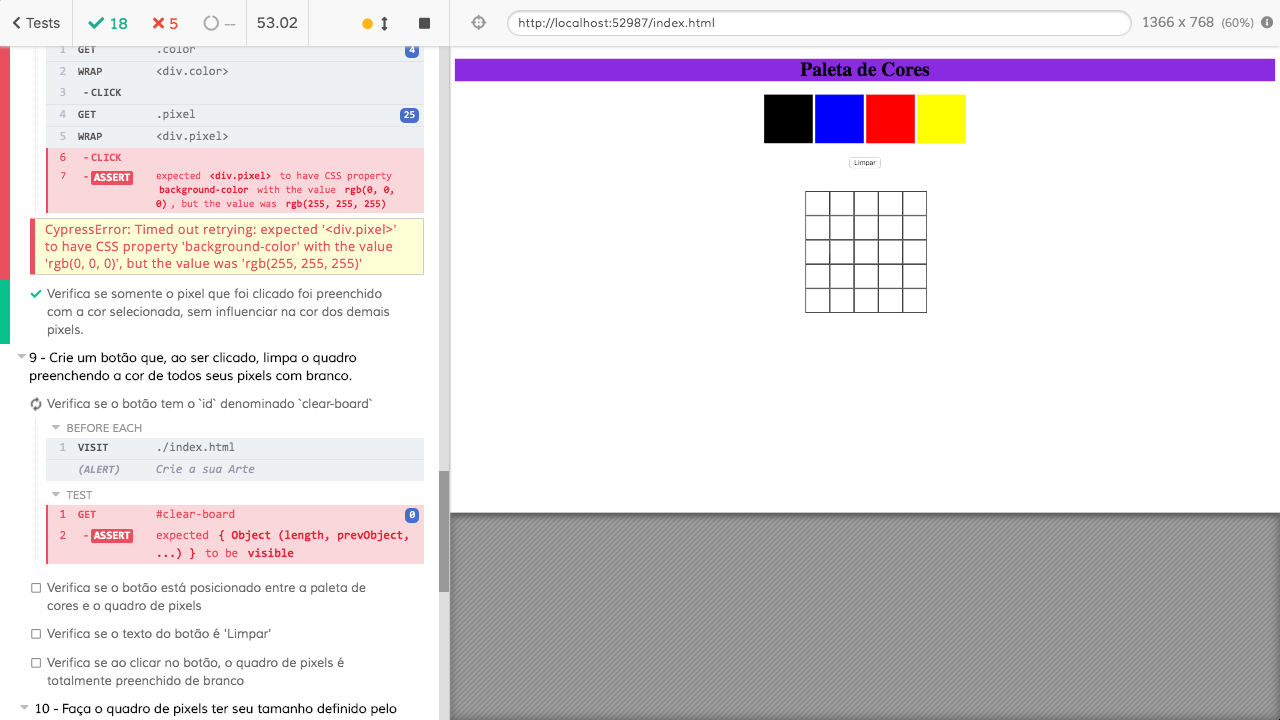 Tests
18
5
--
53.02
http://localhost:52987/index.html
1366 x 768 (60%)
1 GET .color 4
2 WRAP <div.color>
3 -CLICK
4 GET .pixel 25
5 WRAP <div.pixel>
6 -CLICK
7 -ASSERT expected <div.pixel> to have CSS property
background-color with the value rgb(0, 0,
0) , but the value was rgb(255, 255, 255)
CypressError: Timed out retrying: expected '<div.pixel>'
to have CSS property 'background-color' with the value
'rgb(0, 0, 0)', but the value was 'rgb(255, 255, 255)'
Verifica se somente o pixel que foi clicado foi preenchido
com a cor selecionada, sem influenciar na cor dos demais
pixels.
9 - Crie um botão que, ao ser clicado, limpa o quadro
preenchendo a cor de todos seus pixels com branco.
Verifica se o botão tem o `id` denominado `clear-board`
BEFORE EACH
1 VISIT ./index.html
(ALERT) Crie a sua Arte
TEST
1 GET #clear-board 0
2 -ASSERT expected { Object (length, prevObject,
...) } to be visible
Verifica se o botão está posicionado entre a paleta de
cores e o quadro de pixels
Verifica se o texto do botão é 'Limpar'
Verifica se ao clicar no botão, o quadro de pixels é
totalmente preenchido de branco
10 - Faça o quadro de pixels ter seu tamanho definido pelo
Paleta de Cores
Limpar